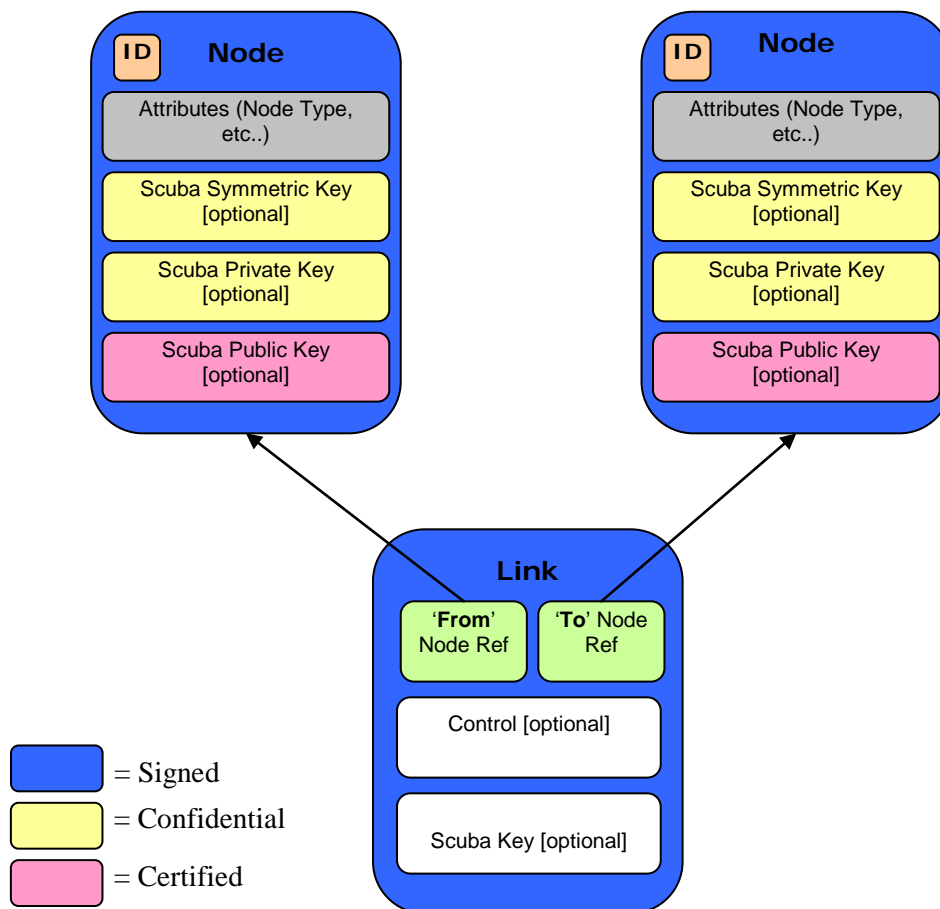 ID
Node
Attributes (Node Type,
etc..)
Scuba Symmetric Key
[optional]
Scuba Private Key
[optional]
Scuba Public Key
[optional]
ID
Node
Attributes (Node Type,
etc..)
Scuba Symmetric Key
[optional]
Scuba Private Key
[optional]
Scuba Public Key
[optional]
Link
‘From’
Node Ref
‘To’ Node
Ref
Control [optional]
Scuba Key [optional]
= Signed
= Confidential
= Certified